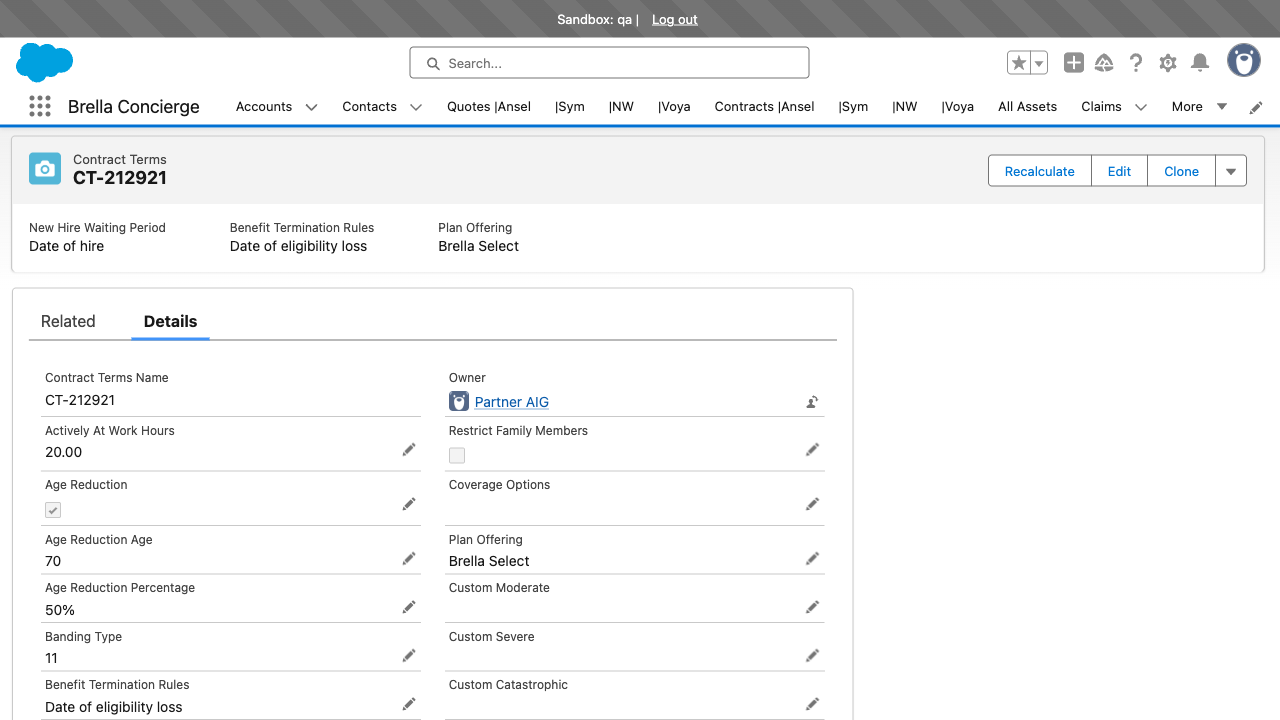 Sandbox: qa | Log out
Search...
Brella Concierge Accounts Contacts Quotes |Ansel |Sym |NW |Voya Contracts |Ansel |Sym |NW |Voya All Assets Claims More
Contract Terms
CT-212921
Recalculate Edit Clone
New Hire Waiting Period Benefit Termination Rules Plan Offering
Date of hire Date of eligibility loss Brella Select
Related Details
Contract Terms Name Owner
CT-212921 Partner AIG
Actively At Work Hours Restrict Family Members
20.00
Age Reduction Coverage Options
Age Reduction Age Plan Offering
70 Brella Select
Age Reduction Percentage Custom Moderate
50%
Banding Type Custom Severe
11
Benefit Termination Rules Custom Catastrophic
Date of eligibility loss